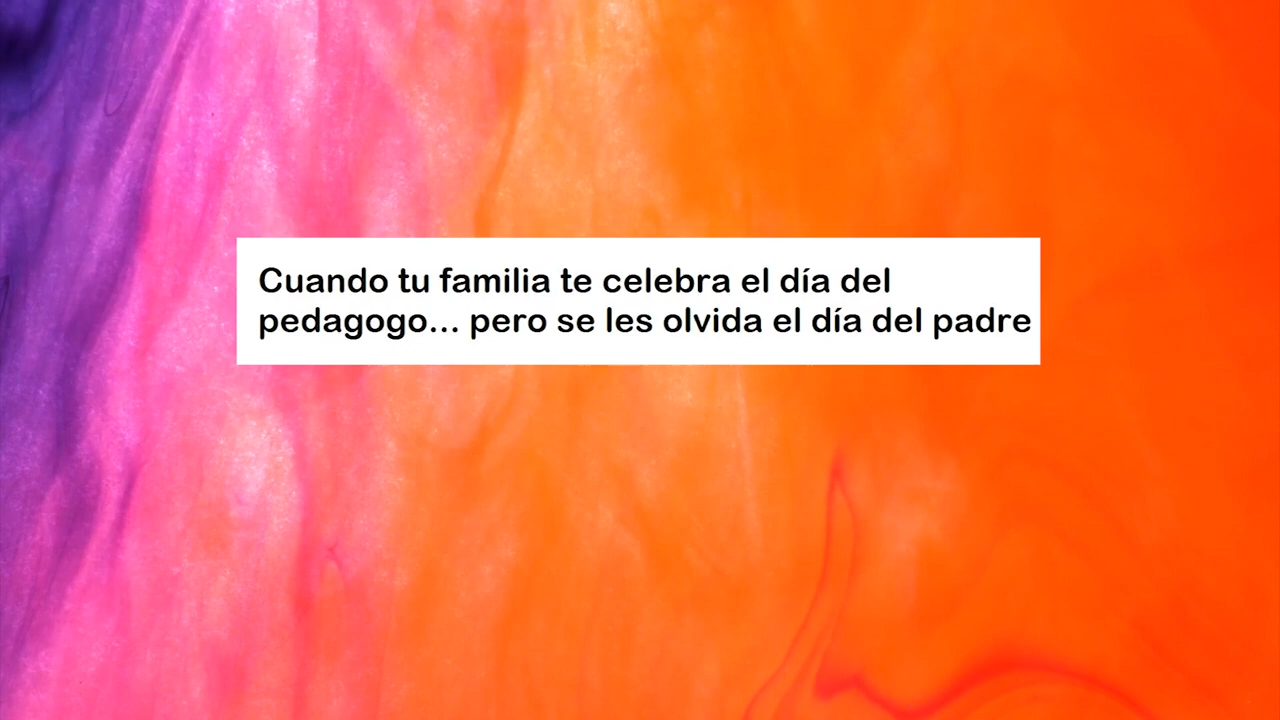 Cuando tu familia te celebra el día del
pedagogo... pero se les olvida el día del padre